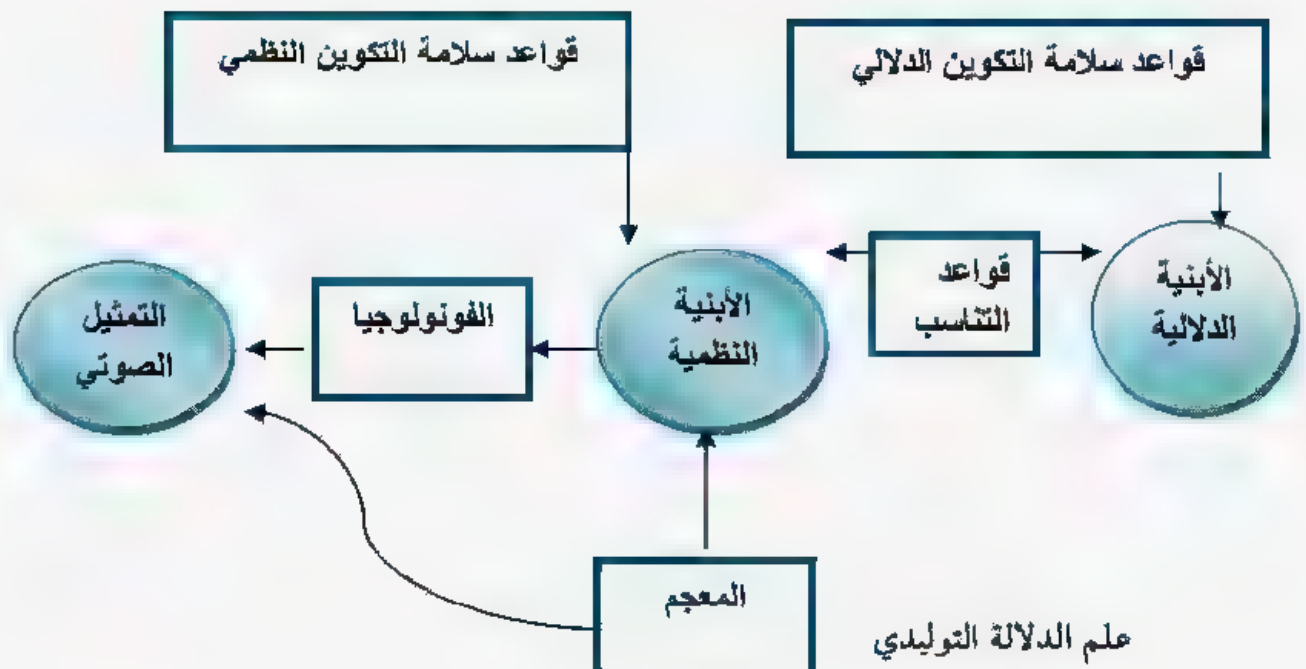 قواعد سلامة التكوين الدلالي
قواعد سلامة التكوين النظمي
الأبنية
الدلالية
قواعد
التناسب
الأبنية
النظمية
الفونولوجيا
التمثيل
الصوتي
المعجم
علم الدلالة التوليدي